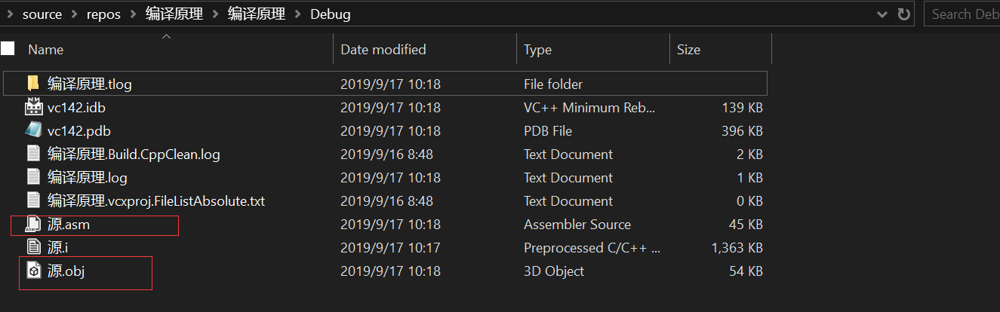 source repos 编译原理 编译原理 Debug Search Deb
Name Date modified Type Size
编译原理.tlog 2019/9/17 10:18 File folder
vc142.idb 2019/9/17 10:18 VC++ Minimum Reb... 139 KB
vc142.pdb 2019/9/17 10:18 PDB File 396 KB
编译原理.Build.CppClean.log 2019/9/16 8:48 Text Document 2 KB
编译原理.log 2019/9/17 10:18 Text Document 1 KB
编译原理.vcxproj.FileListAbsolute.txt 2019/9/16 8:48 Text Document 0 KB
源.asm 2019/9/17 10:18 Assembler Source 45 KB
源.i 2019/9/17 10:17 Preprocessed C/C++ ... 1,363 KB
源.obj 2019/9/17 10:18 3D Object 54 KB